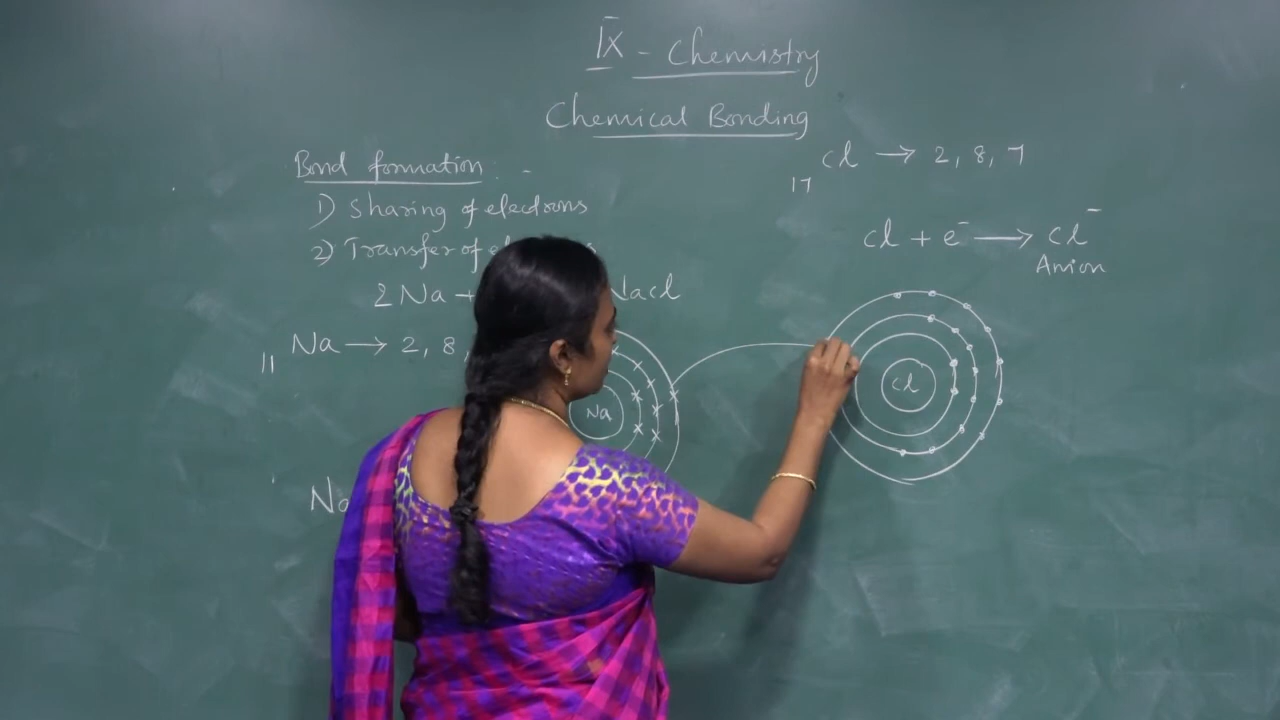 IX - Chemistry
Chemical Bonding
Bond formation : -
1) Sharing of electrons
2) Transfer of
2 Na +
Na → 2, 8,
11
Na
Na
Cl → 2, 8, 7
17
Cl + e⁻ → Cl⁻
Anion
Cl